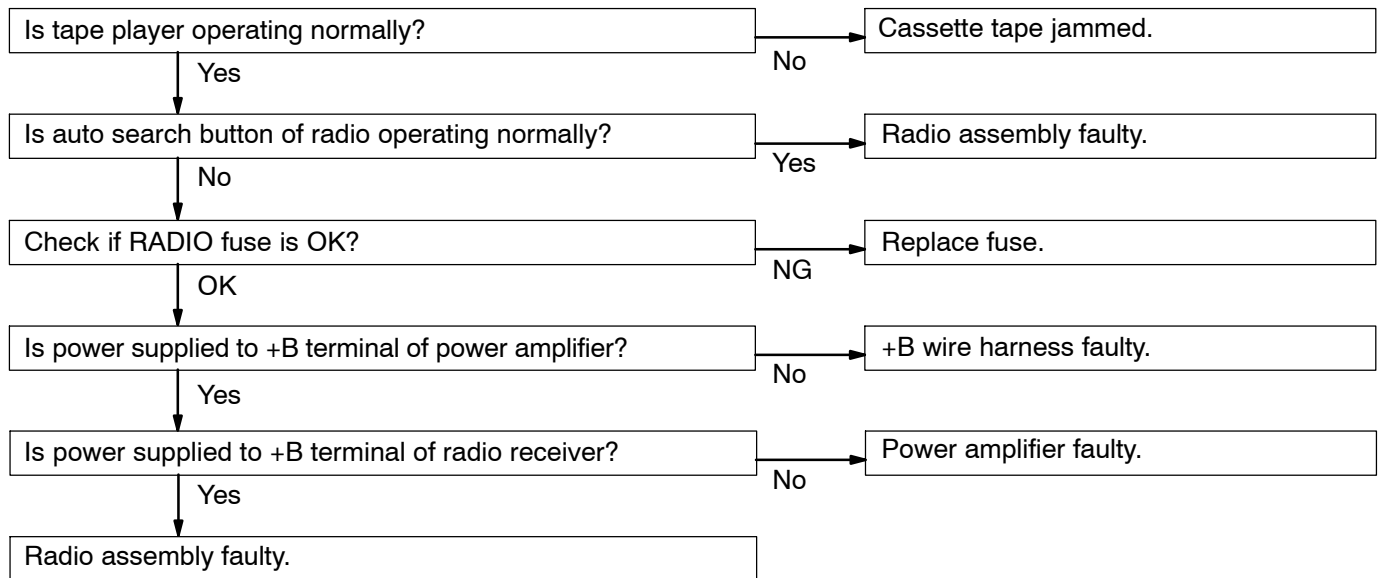 Is tape player operating normally?
Cassette tape jammed.
No
Yes
Is auto search button of radio operating normally?
Radio assembly faulty.
Yes
No
Check if RADIO fuse is OK?
Replace fuse.
NG
OK
Is power supplied to +B terminal of power amplifier?
+B wire harness faulty.
No
Yes
Is power supplied to +B terminal of radio receiver?
Power amplifier faulty.
No
Yes
Radio assembly faulty.